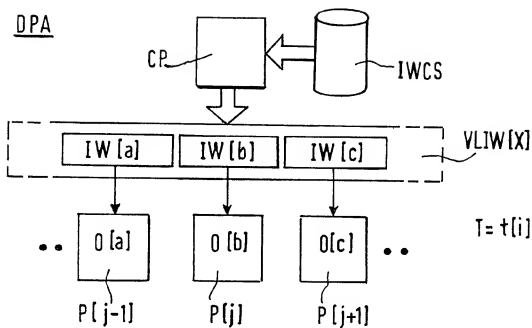 DPA
CP
IWCS
VLIW[X]
IW[a] IW[b] IW[c]
O[a] O[b] O[c]
T=t[i]
P[j-1] P[j] P[j+1]